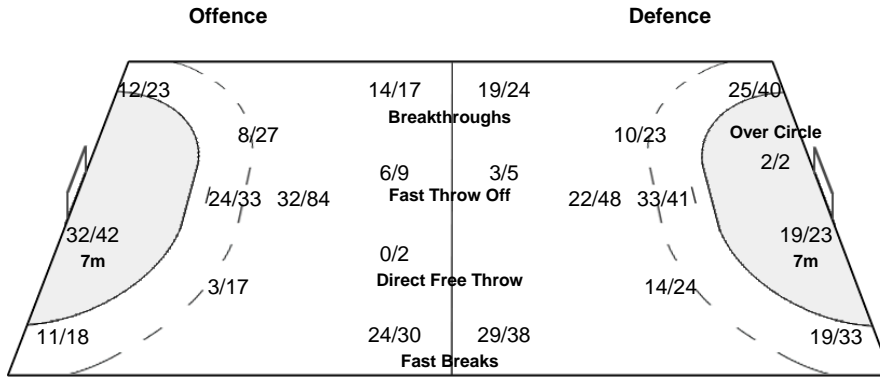 Offence Defence
12/23 14/17 19/24 25/40
Breakthroughs
8/27 10/23 Over Circle
6/9 3/5 2/2
24/33 32/84 Fast Throw Off 22/48 33/41
32/42 19/23
7m 7m
0/2
Direct Free Throw
3/17 14/24
11/18 24/30 29/38 19/33
Fast Breaks